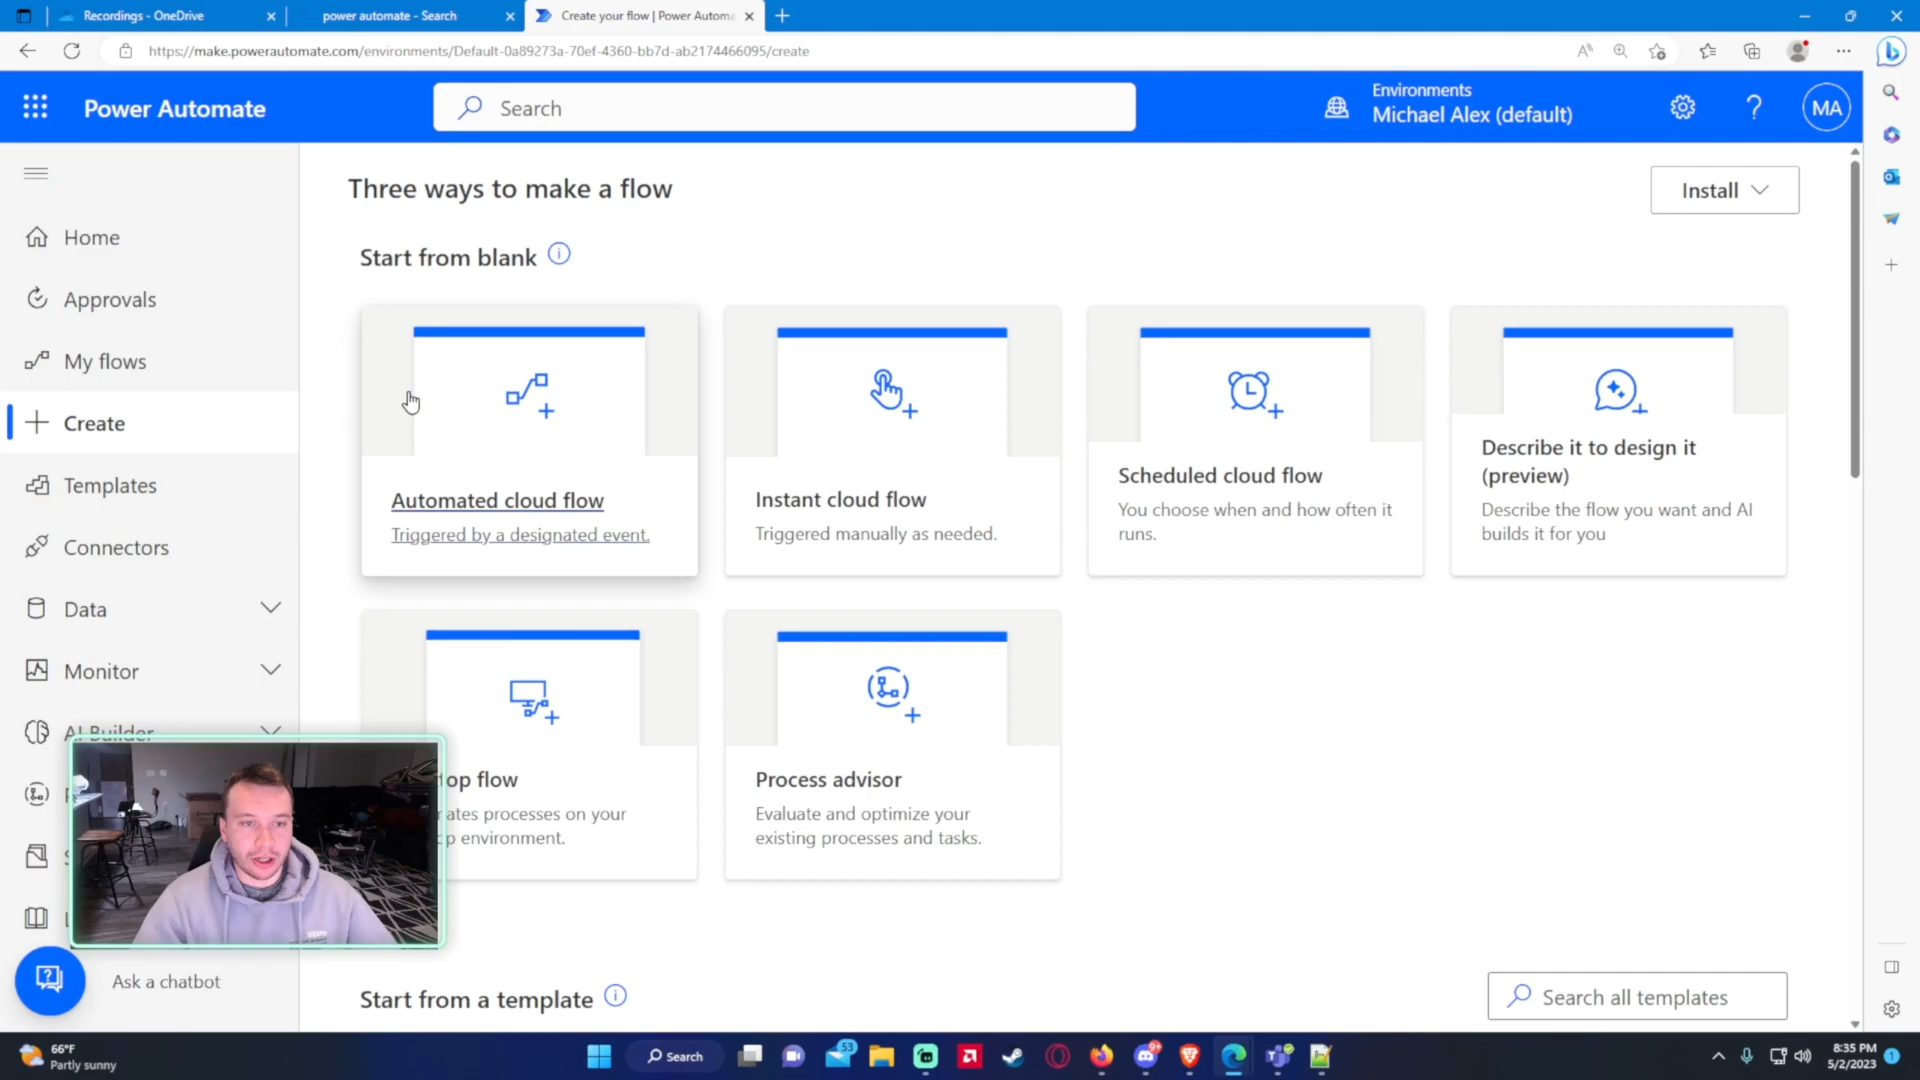 Recordings - OneDrive
power automate - Search
Create your flow | Power Automa
https://make.powerautomate.com/environments/Default-0a89273a-70ef-4360-bb7d-ab2174466095/create
Power Automate
Search
Environments
Michael Alex (default)
MA
Three ways to make a flow
Install
Home
Start from blank
Approvals
My flows
Create
Templates
Connectors
Data
Monitor
AI Builder
Automated cloud flow
Triggered by a designated event.
Instant cloud flow
Triggered manually as needed.
Scheduled cloud flow
You choose when and how often it
runs.
Describe it to design it
(preview)
Describe the flow you want and AI
builds it for you
top flow
ates processes on your
p environment.
Process advisor
Evaluate and optimize your
existing processes and tasks.
Ask a chatbot
Start from a template
Search all templates
66°F
Partly sunny
Search
53
8:35 PM
5/2/2023
1